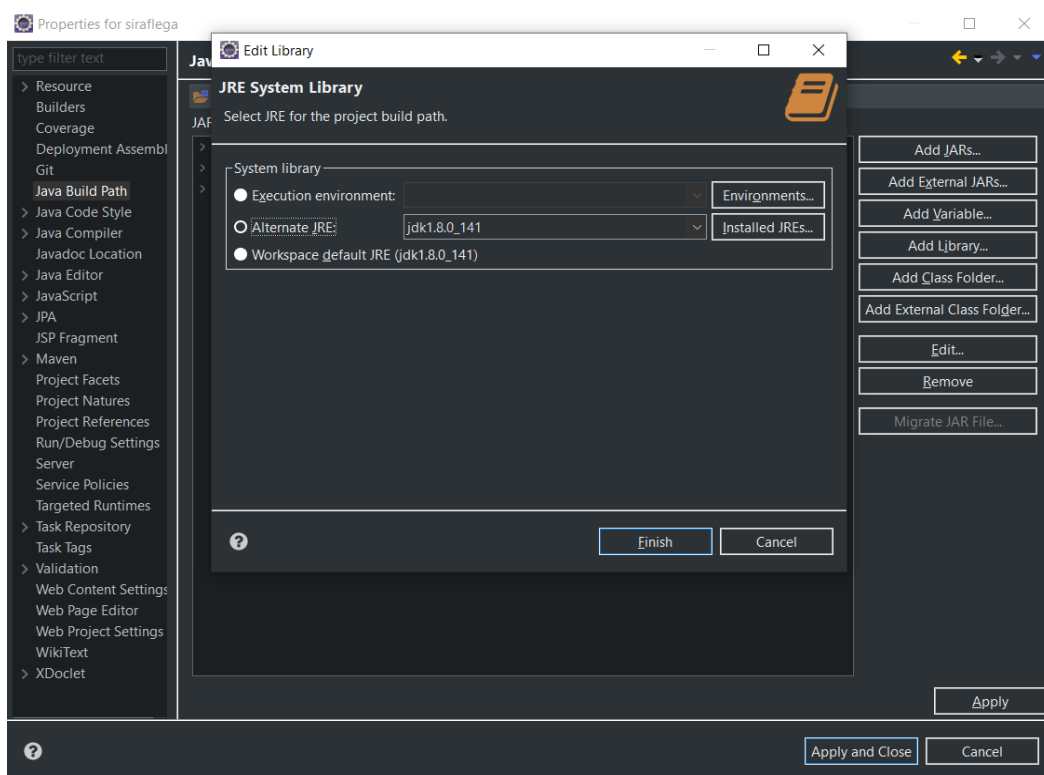 Properties for siraflega
type filter text
Resource
Builders
Coverage
Deployment Assembl
Git
Java Build Path
Java Code Style
Java Compiler
Javadoc Location
Java Editor
JavaScript
JPA
JSP Fragment
Maven
Project Facets
Project Natures
Project References
Run/Debug Settings
Server
Service Policies
Targeted Runtimes
Task Repository
Task Tags
Validation
Web Content Settings
Web Page Editor
Web Project Settings
WikiText
XDoclet
Jav
JAR
Edit Library
JRE System Library
Select JRE for the project build path.
System library
Execution environment:
Environments...
Alternate JRE:
jdk1.8.0_141
Installed JREs...
Workspace default JRE (jdk1.8.0_141)
Finish
Cancel
Add JARs...
Add External JARs...
Add Variable...
Add Library...
Add Class Folder...
Add External Class Folder...
Edit...
Remove
Migrate JAR File...
Apply
Apply and Close
Cancel